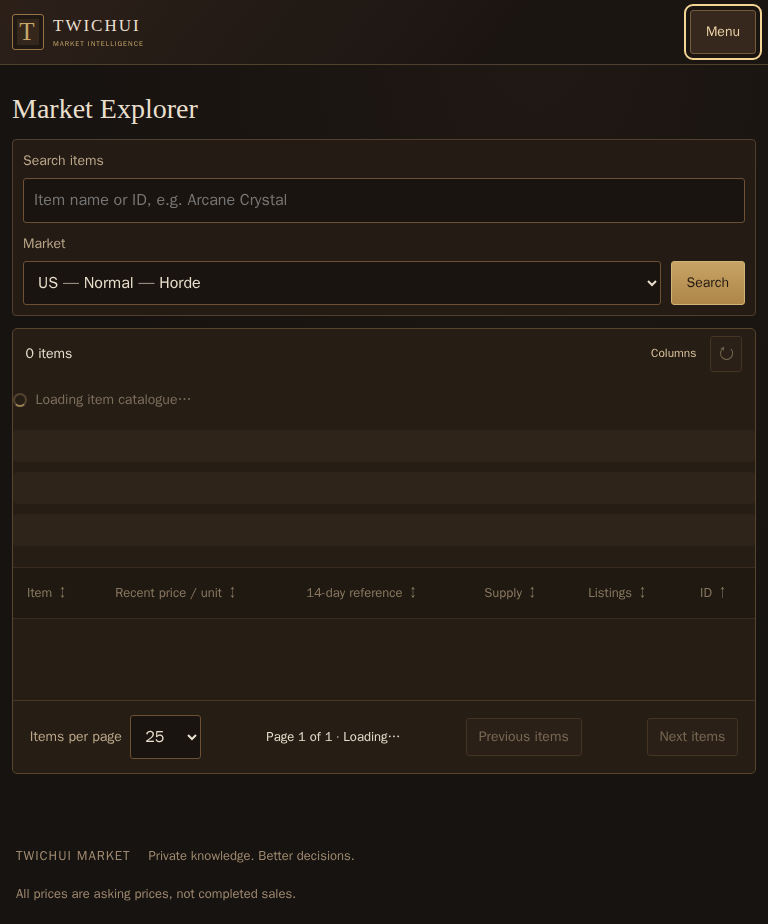 T
TWICHUI
MARKET INTELLIGENCE
Menu
Market Explorer
Search items
Item name or ID, e.g. Arcane Crystal
Market
US — Normal — Horde
Search
0 items
Columns
Loading item catalogue…
Item ↕ Recent price / unit ↕ 14-day reference ↕ Supply ↕ Listings ↕ ID ↑
Items per page 25 Page 1 of 1 · Loading… Previous items Next items
TWICHUI MARKET Private knowledge. Better decisions.
All prices are asking prices, not completed sales.